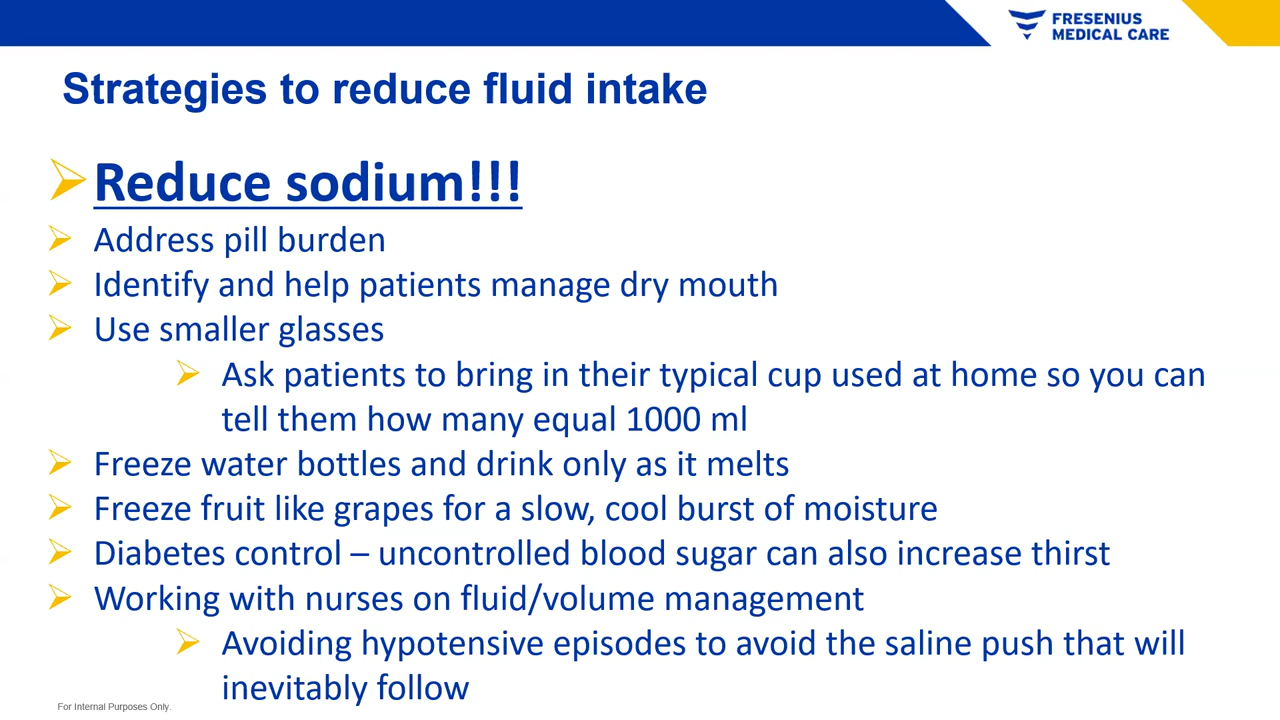 FRESENIUS
MEDICAL CARE
Strategies to reduce fluid intake
Reduce sodium!!!
Address pill burden
Identify and help patients manage dry mouth
Use smaller glasses
Ask patients to bring in their typical cup used at home so you can
tell them how many equal 1000 ml
Freeze water bottles and drink only as it melts
Freeze fruit like grapes for a slow, cool burst of moisture
Diabetes control – uncontrolled blood sugar can also increase thirst
Working with nurses on fluid/volume management
Avoiding hypotensive episodes to avoid the saline push that will
inevitably follow
For Internal Purposes Only.